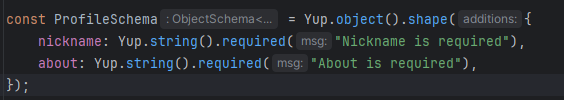 const ProfileSchema : ObjectSchema<... = Yup.object().shape( additions: {
    nickname: Yup.string().required( msg: "Nickname is required"),
    about: Yup.string().required( msg: "About is required"),
});